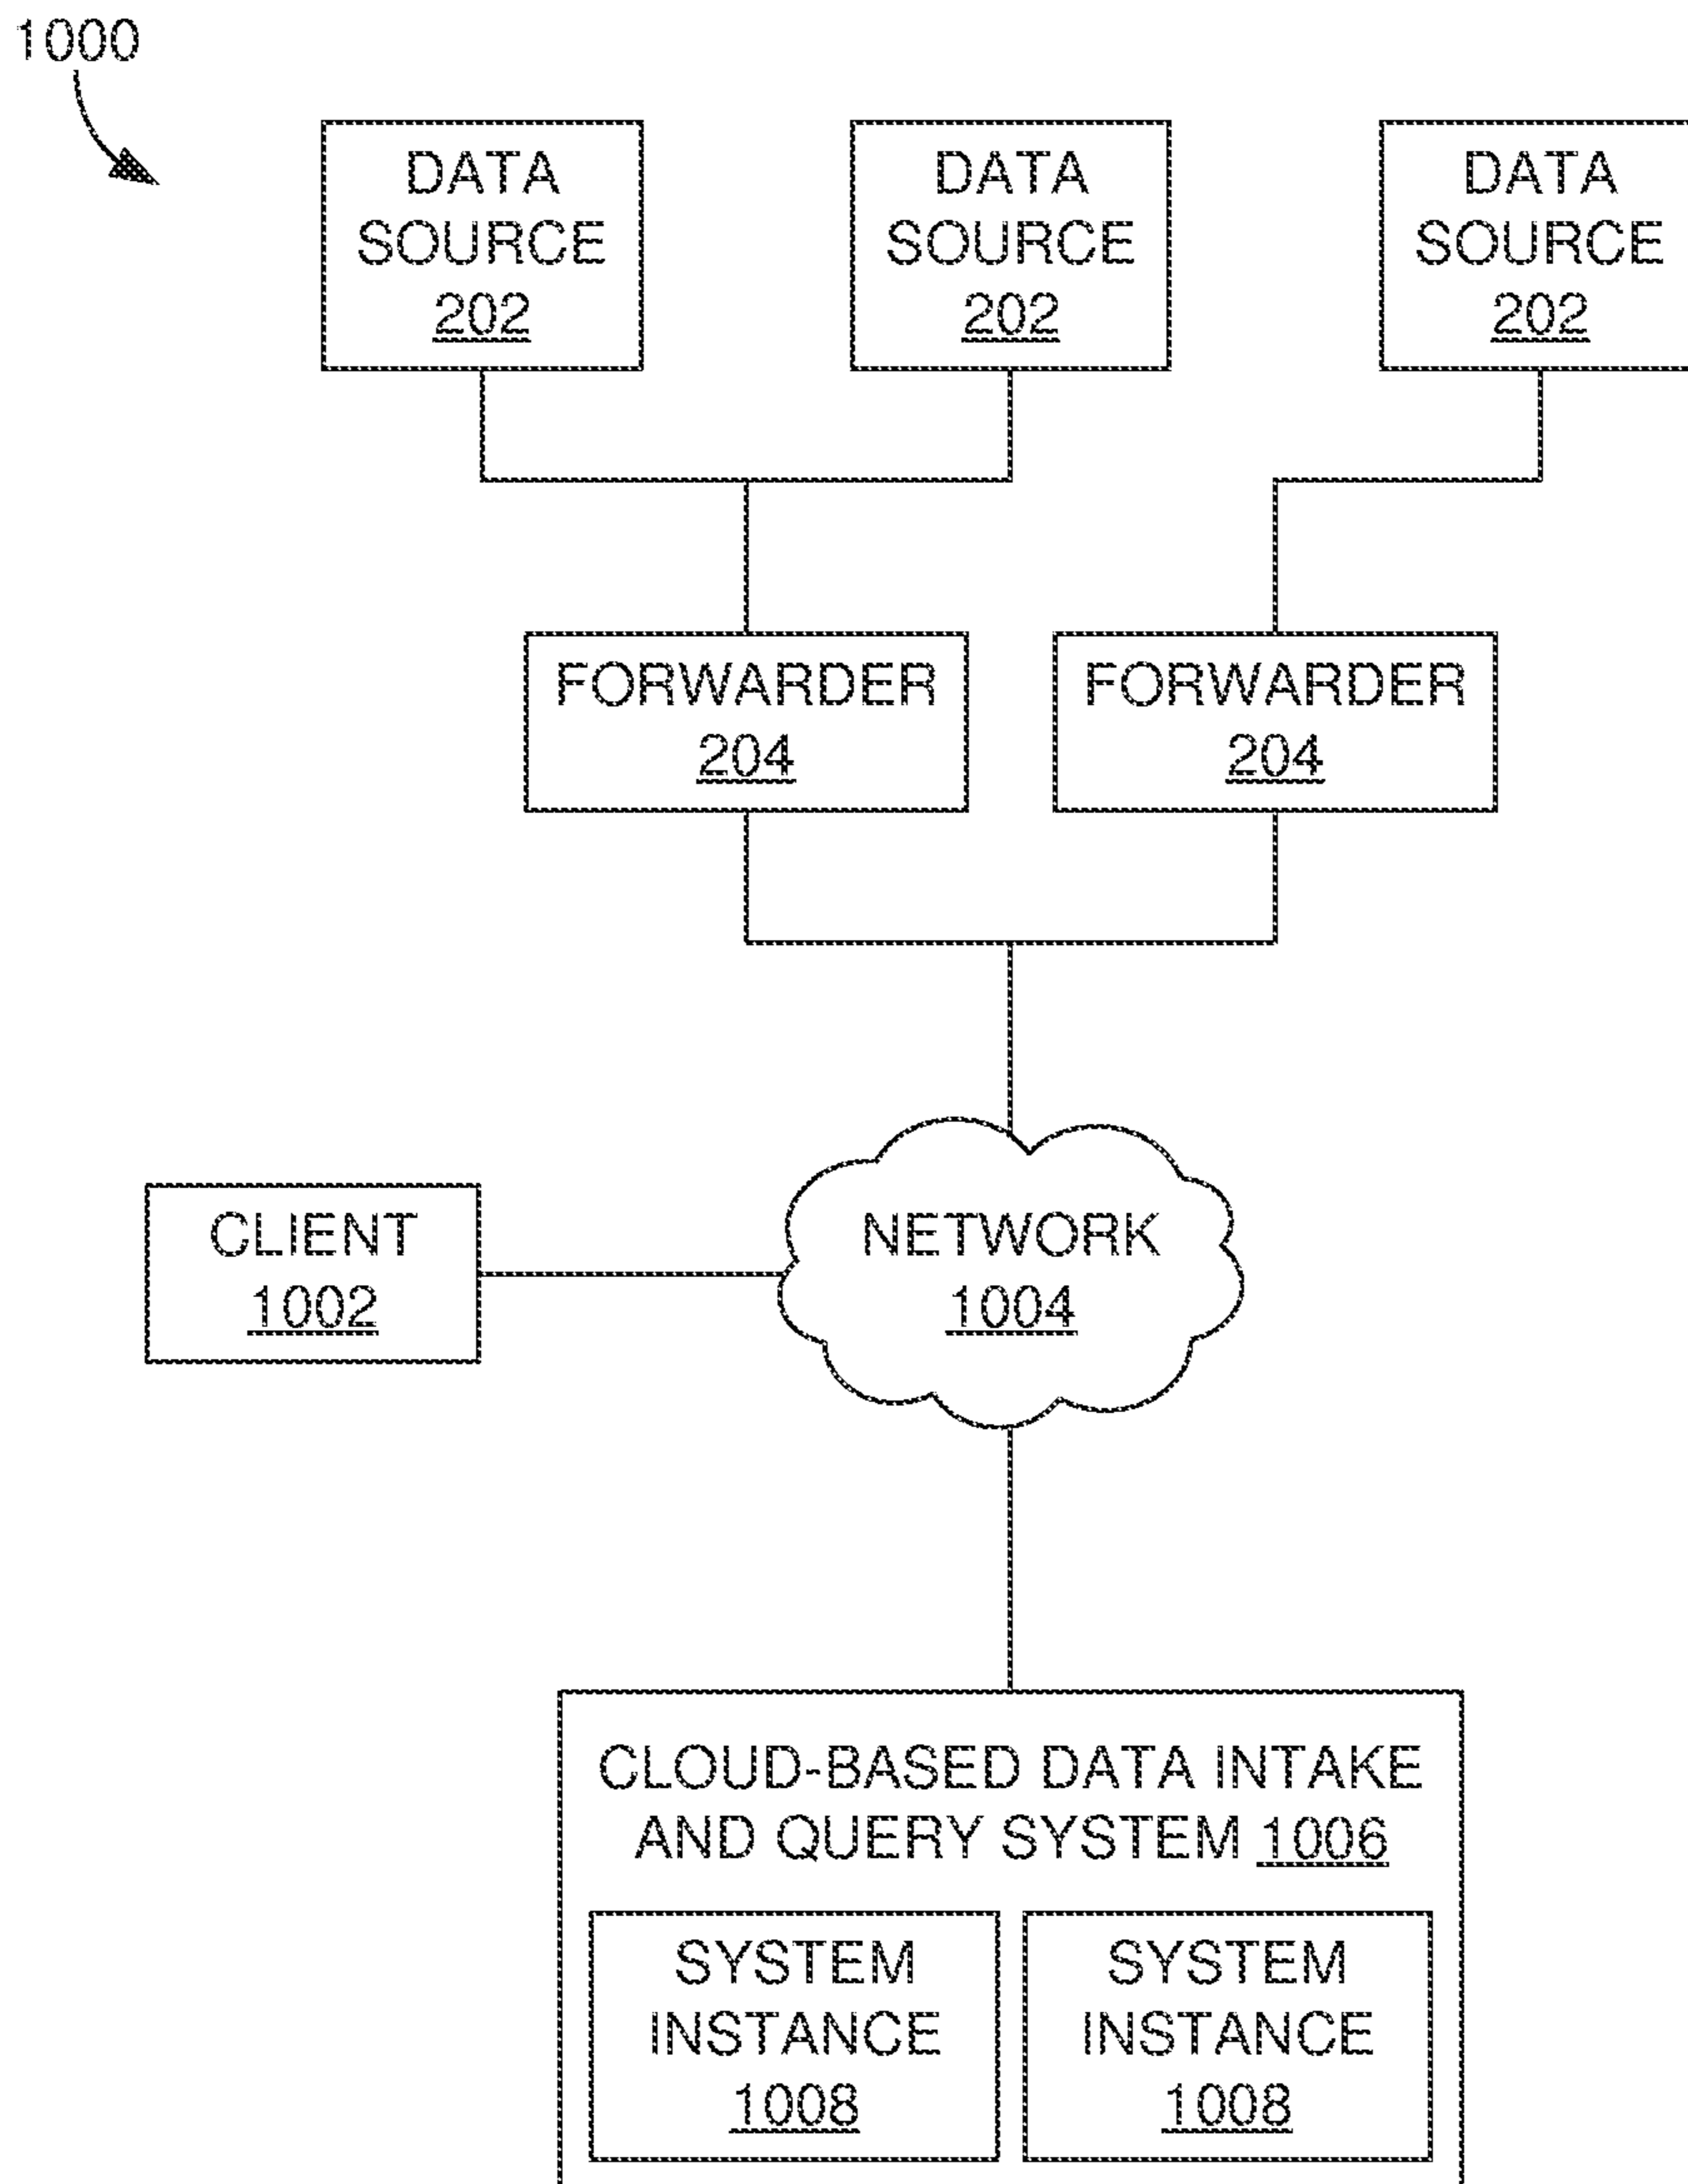 1000
DATA
SOURCE
202
DATA
SOURCE
202
DATA
SOURCE
202
FORWARDER
204
FORWARDER
204
CLIENT
1002
NETWORK
1004
CLOUD-BASED DATA INTAKE
AND QUERY SYSTEM 1006
SYSTEM
INSTANCE
1008
SYSTEM
INSTANCE
1008